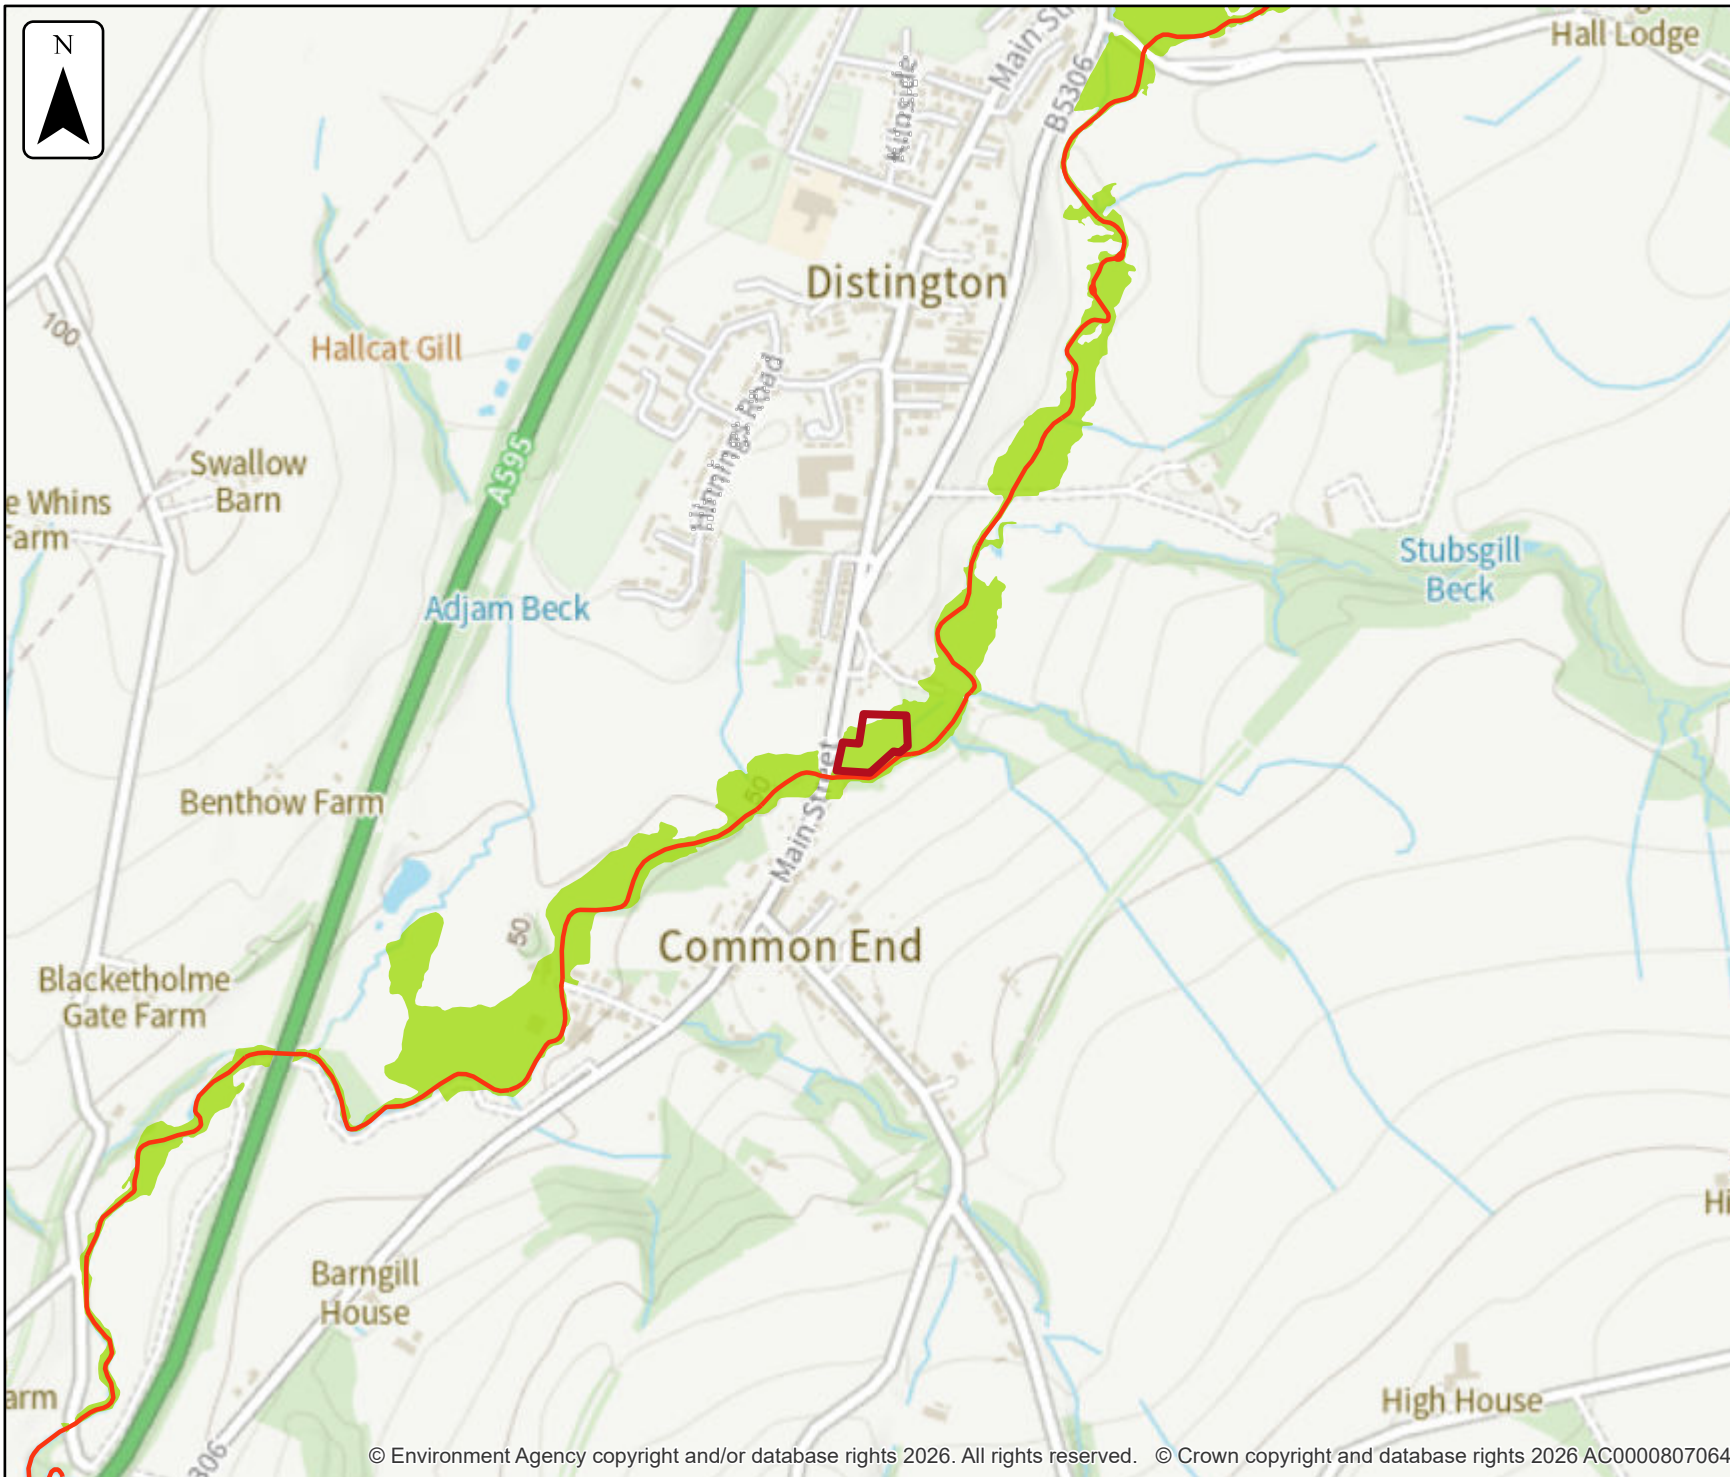 N
Main Str
Hall Lodge
B5306
Kilnside
Distington
100
Hallcat Gill
Hinnings Road
A595
Swallow
Barn
e Whins
Farm
Stubsgill
Beck
Adjam Beck
Main Street
50
Benthow Farm
50
Common End
Blacketholme
Gate Farm
Hi
Barngill
House
arm
High House
306
© Environment Agency copyright and/or database rights 2026. All rights reserved. © Crown copyright and database rights 2026 AC0000807064